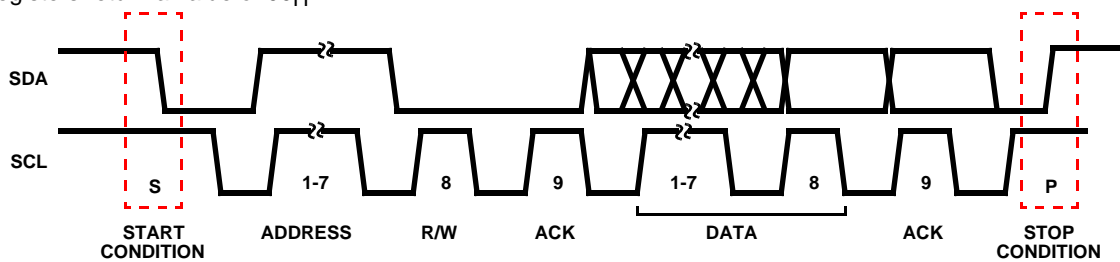 SDA
SCL
S
1-7
8
9
1-7
8
9
P
START
CONDITION
ADDRESS
R/W
ACK
DATA
ACK
STOP
CONDITION